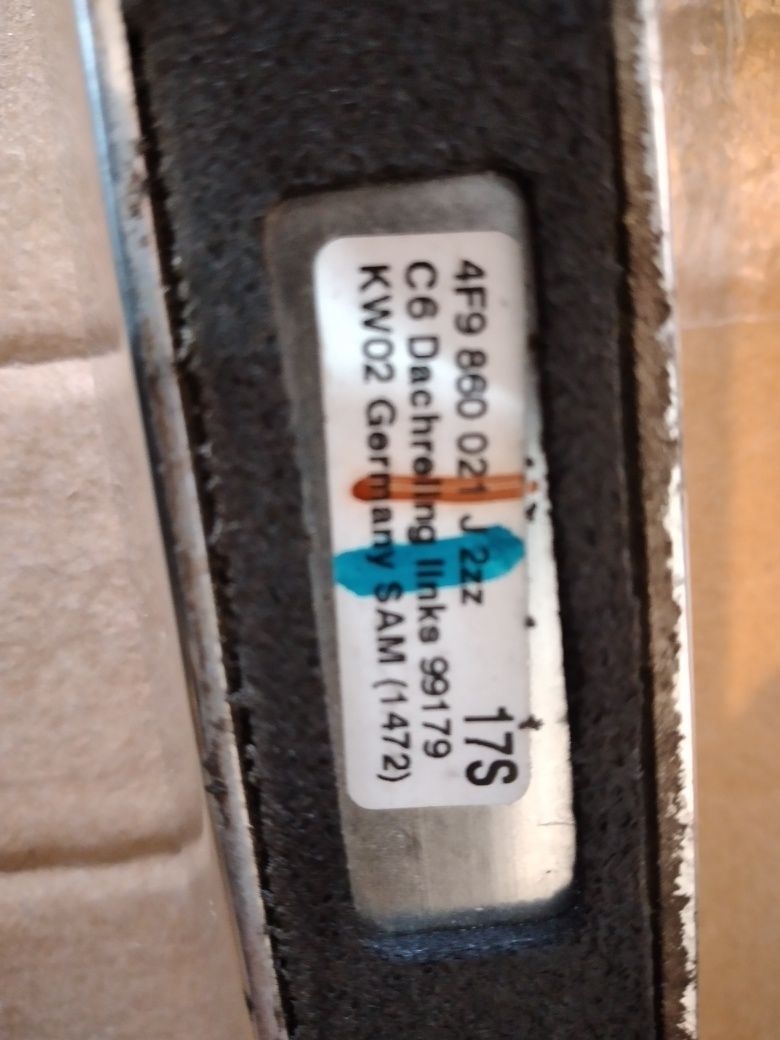 4F9 860 021 J 2zz
17S
C6 Dachreling links 99179
KW02 Germany SAM (1472)